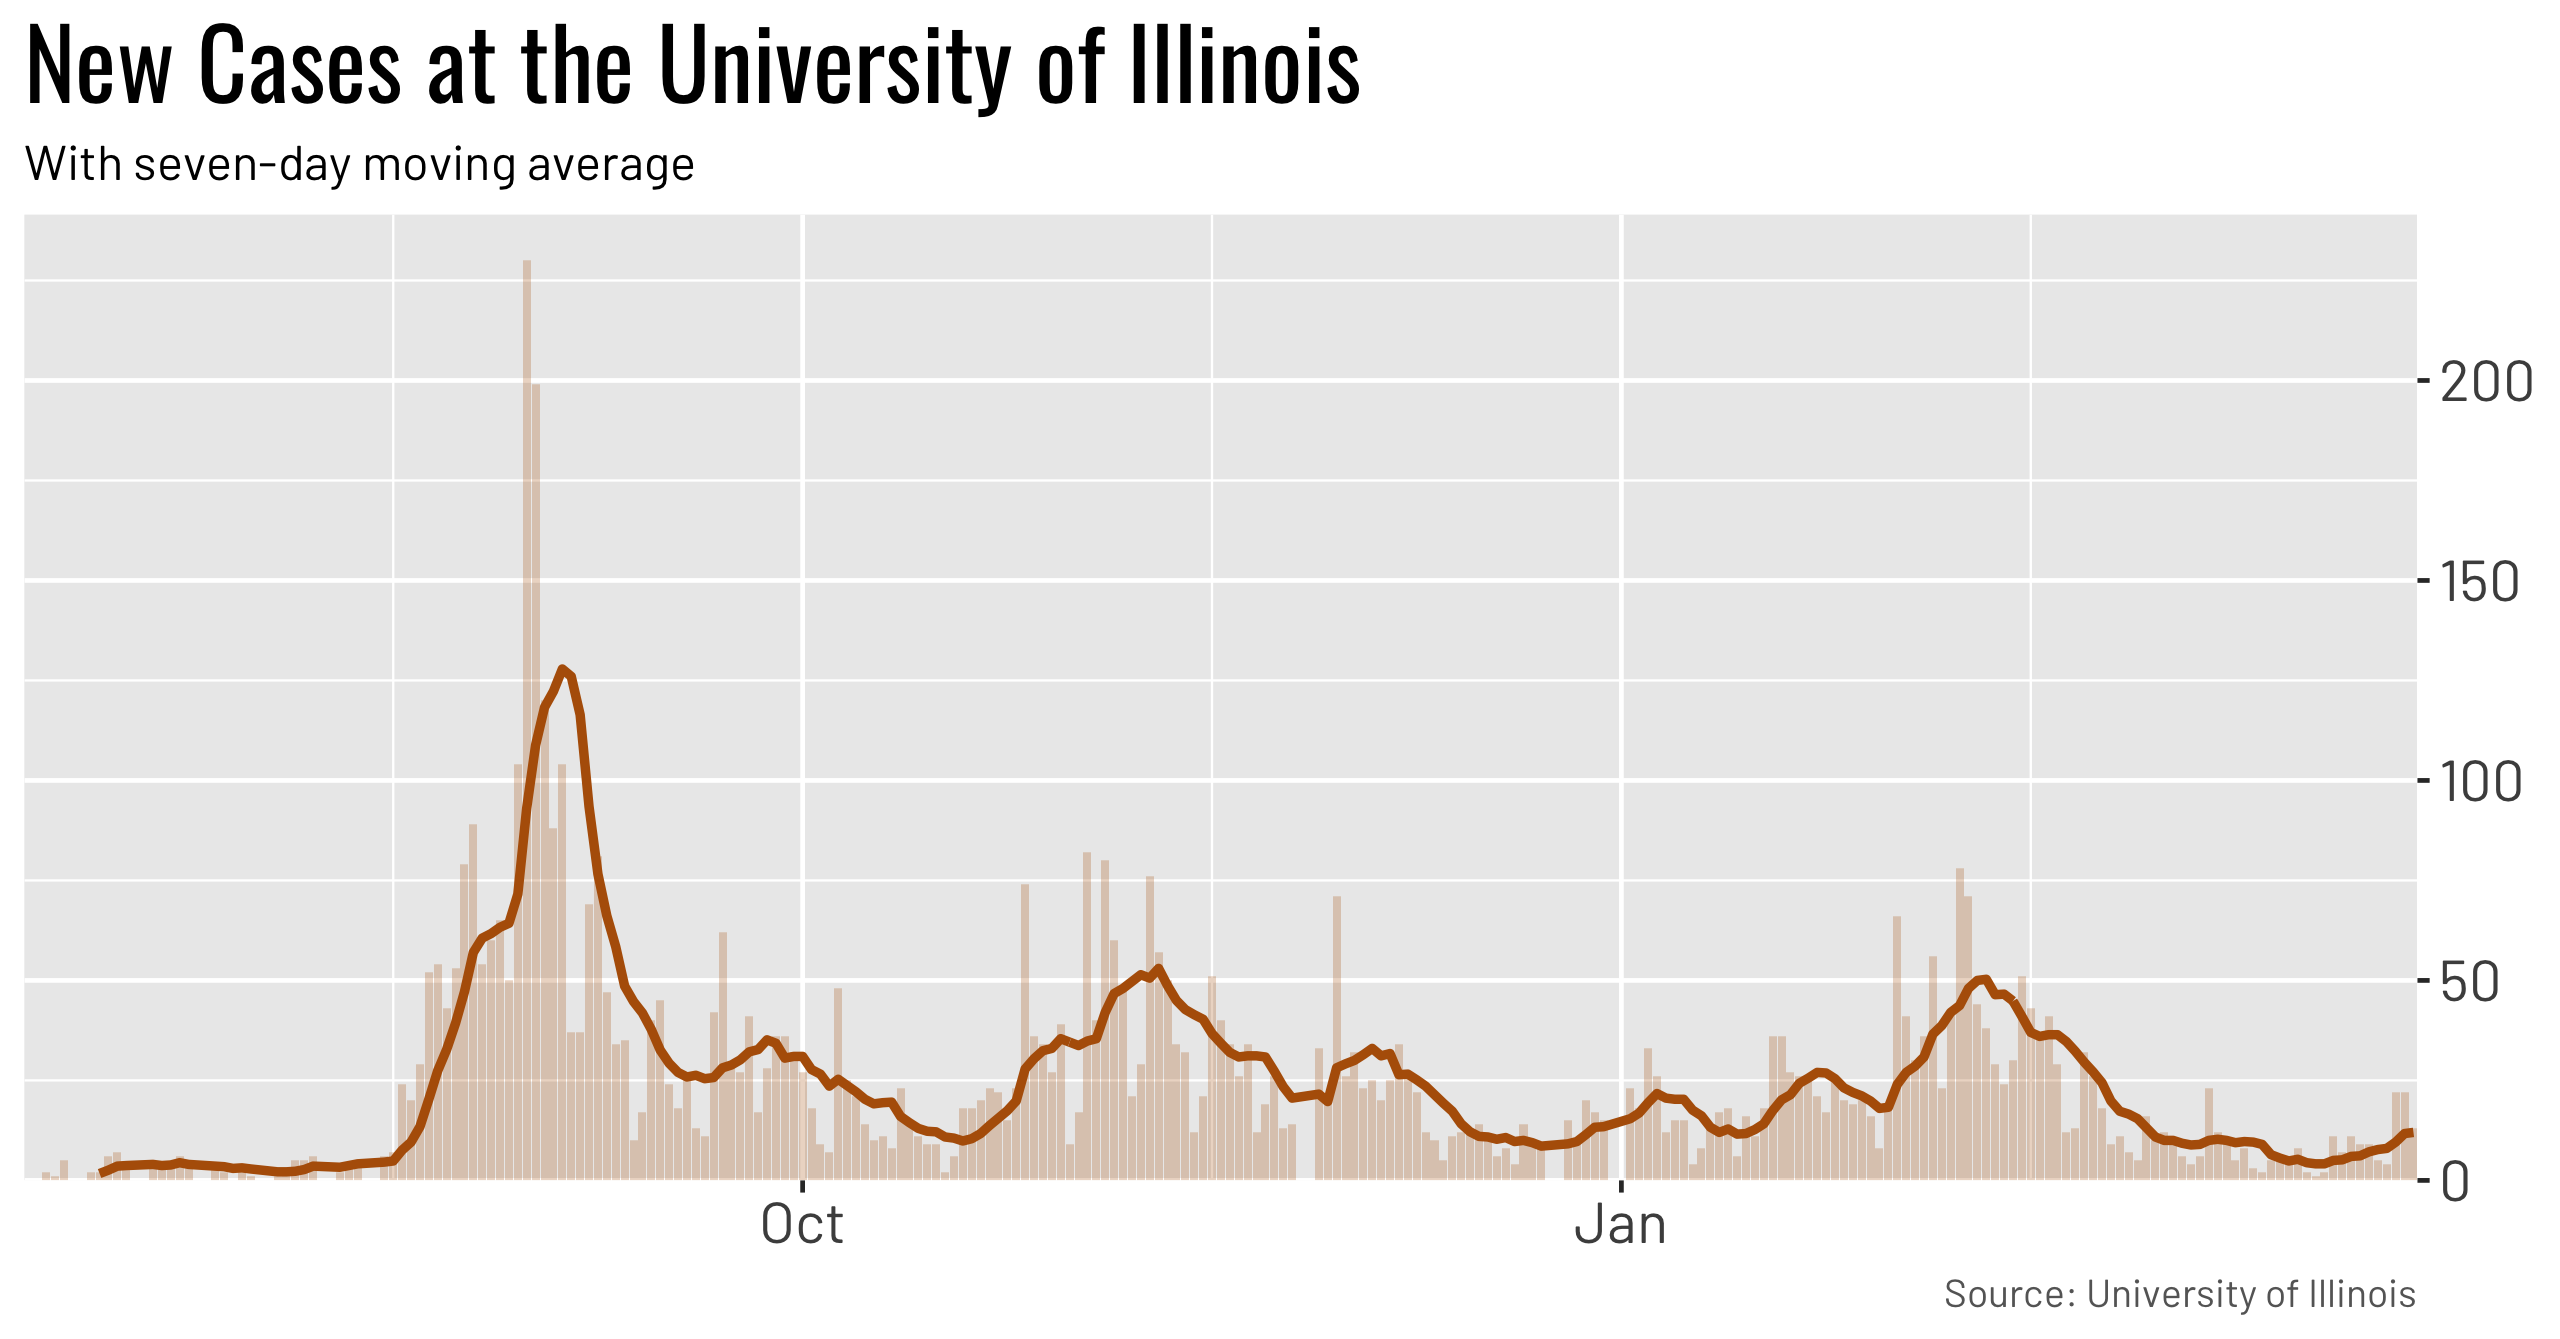 New Cases at the University of Illinois
With seven-day moving average
200
150
100
50
0
Oct Jan
Source: University of Illinois